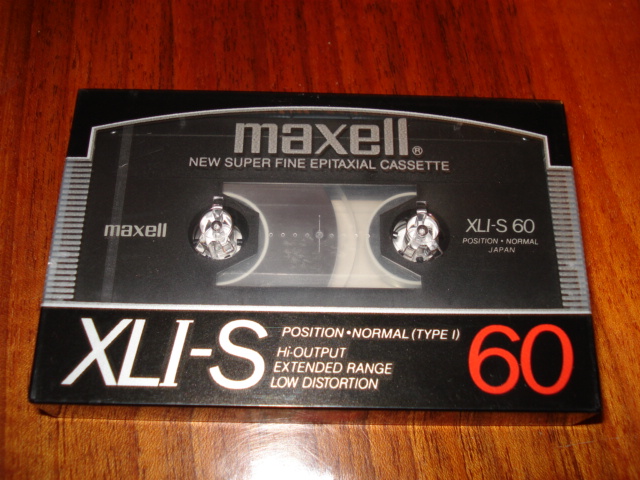 maxell®
NEW SUPER FINE EPITAXIAL CASSETTE
maxell
XLI-S 60
POSITION • NORMAL
JAPAN
XLI-S
POSITION • NORMAL (TYPE I)
Hi-OUTPUT
EXTENDED RANGE
LOW DISTORTION
60